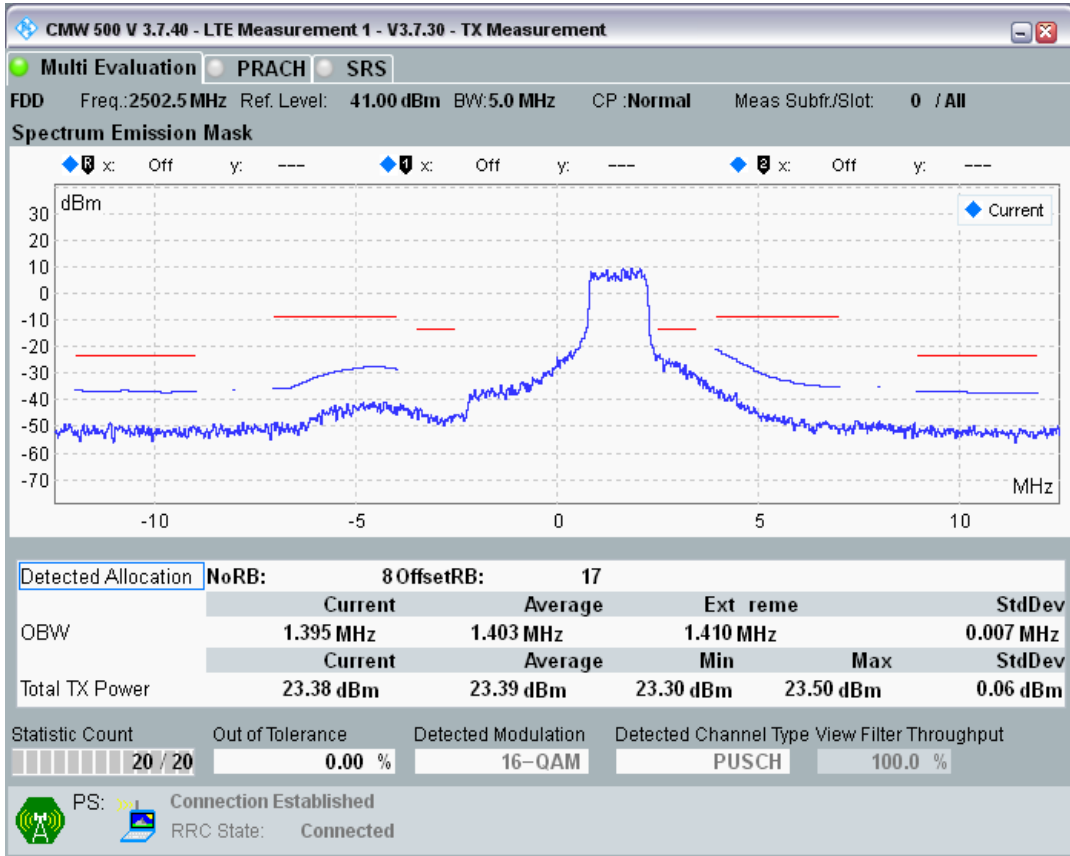 CMW 500 V 3.7.40 - LTE Measurement 1 - V3.7.30 - TX Measurement
Multi Evaluation PRACH SRS
FDD Freq.:2502.5 MHz Ref. Level: 41.00 dBm BW:5.0 MHz CP :Normal Meas Subfr./Slot: 0 / All
Spectrum Emission Mask
R x: Off y: --- 1 x: Off y: --- 2 x: Off y: ---
dBm
Current
30
20
10
0
-10
-20
-30
-40
-50
-60
-70
MHz
-10 -5 0 5 10
Detected Allocation NoRB: 8 OffsetRB: 17
Current Average Ext reme StdDev
OBW 1.395 MHz 1.403 MHz 1.410 MHz 0.007 MHz
Current Average Min Max StdDev
Total TX Power 23.38 dBm 23.39 dBm 23.30 dBm 23.50 dBm 0.06 dBm
Statistic Count Out of Tolerance Detected Modulation Detected Channel Type View Filter Throughput
20 / 20 0.00 % 16-QAM PUSCH 100.0 %
PS: Connection Established
RRC State: Connected